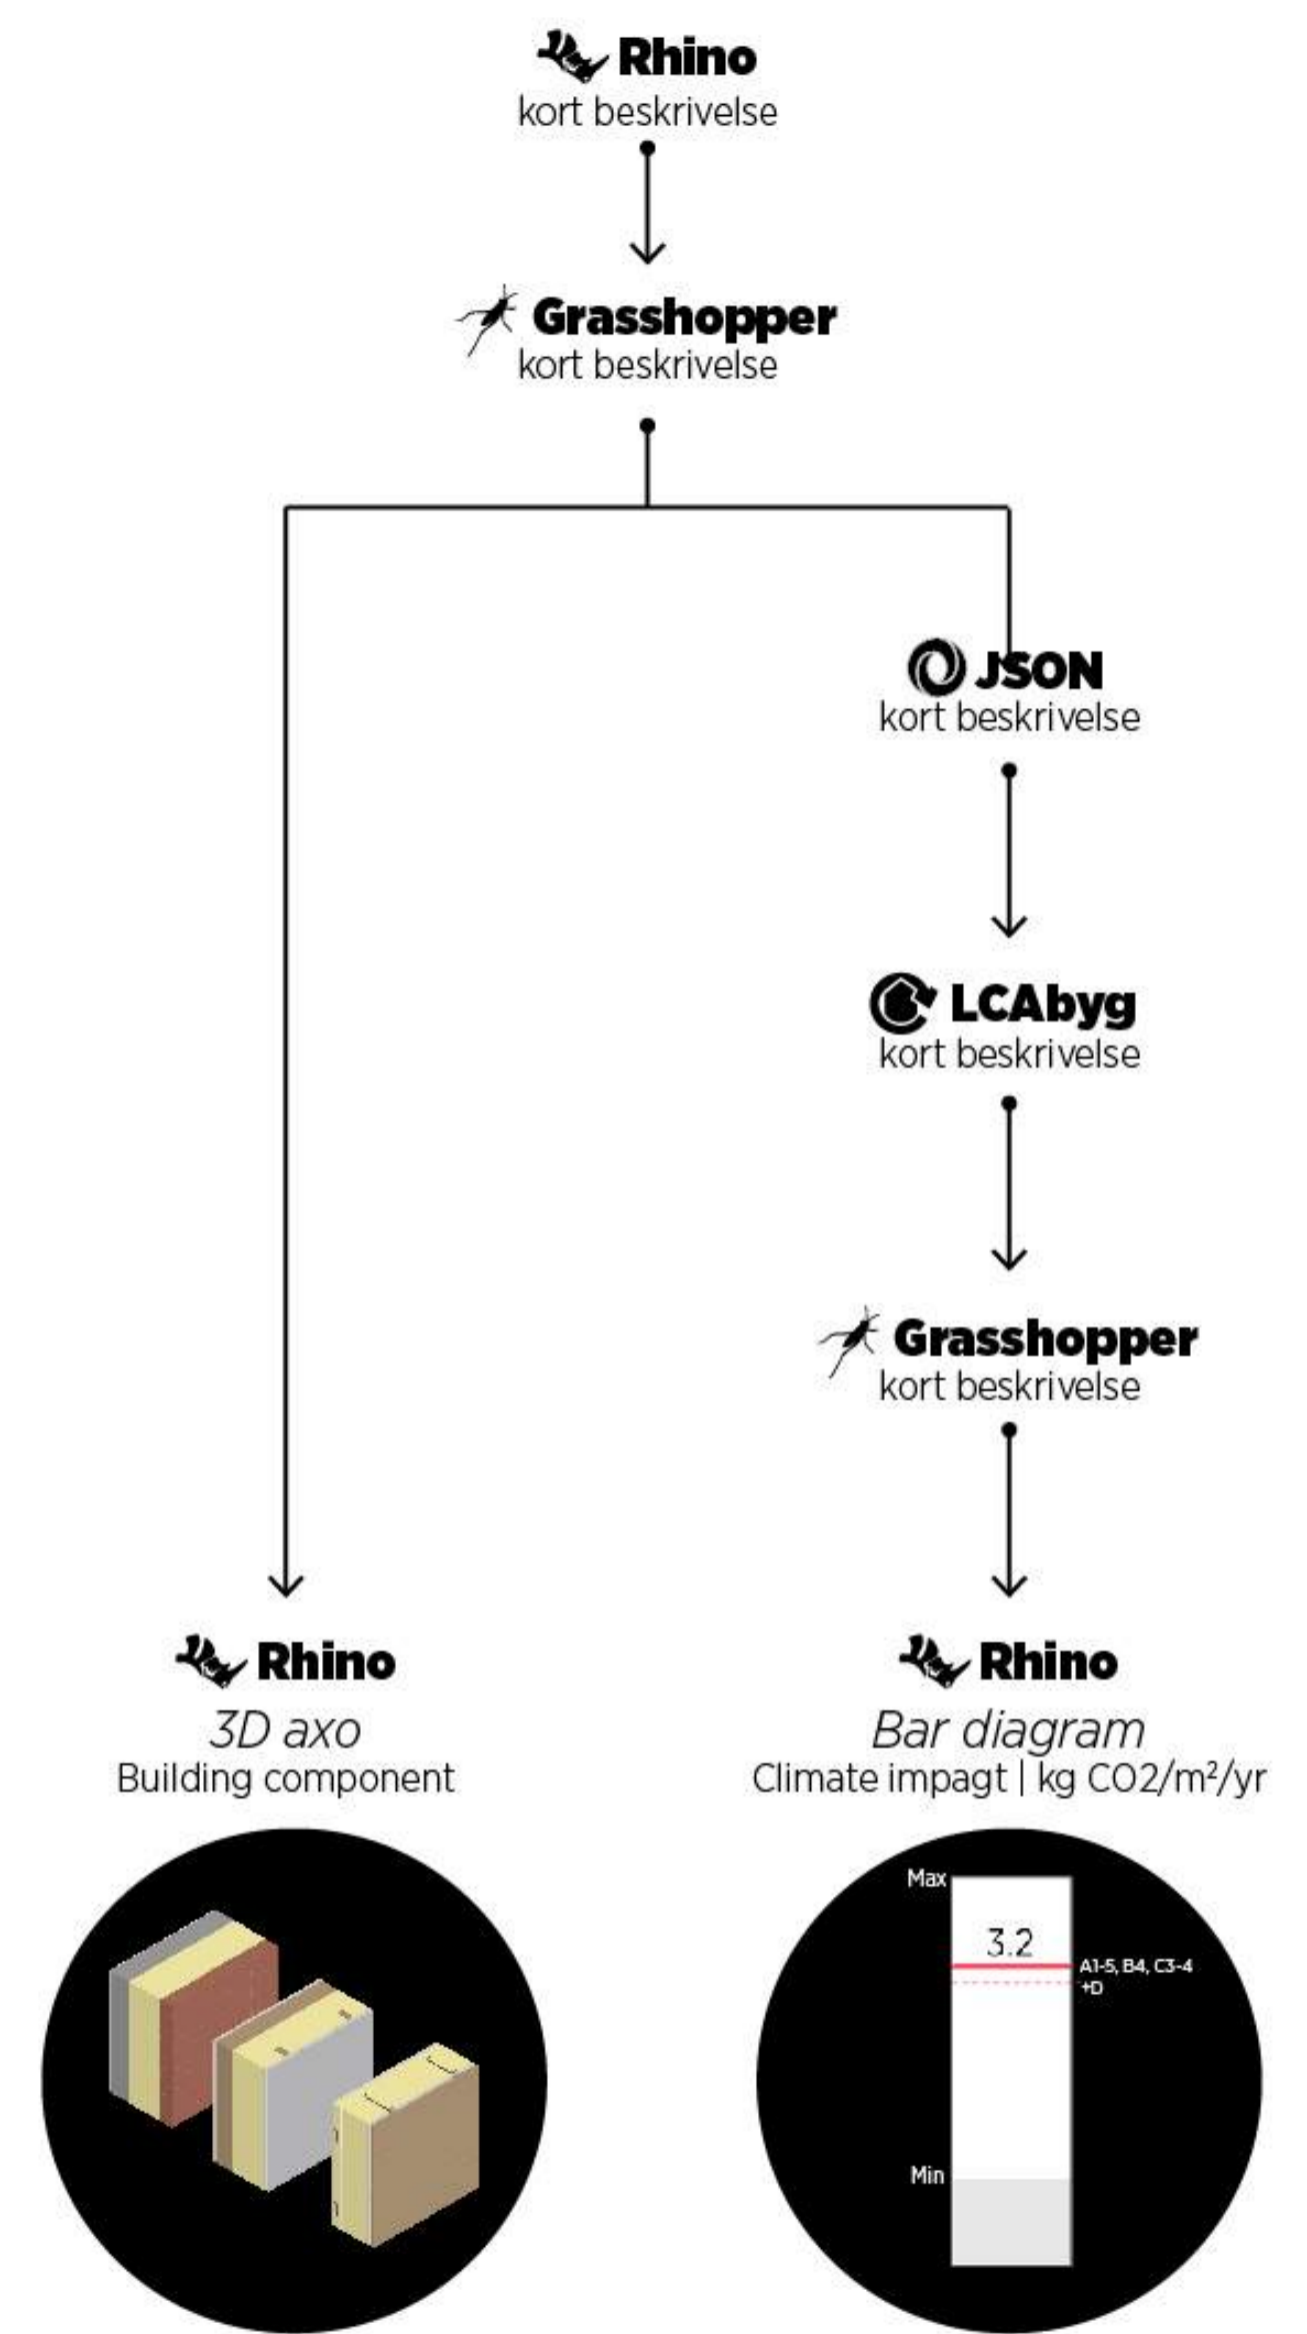 Rhino
kort beskrivelse
Grasshopper
kort beskrivelse
JSON
kort beskrivelse
LCAbyg
kort beskrivelse
Grasshopper
kort beskrivelse
Rhino
3D axo
Building component
Rhino
Bar diagram
Climate impagt | kg CO2/m²/yr
Max
3.2
A1-5, B4, C3-4
+D
Min